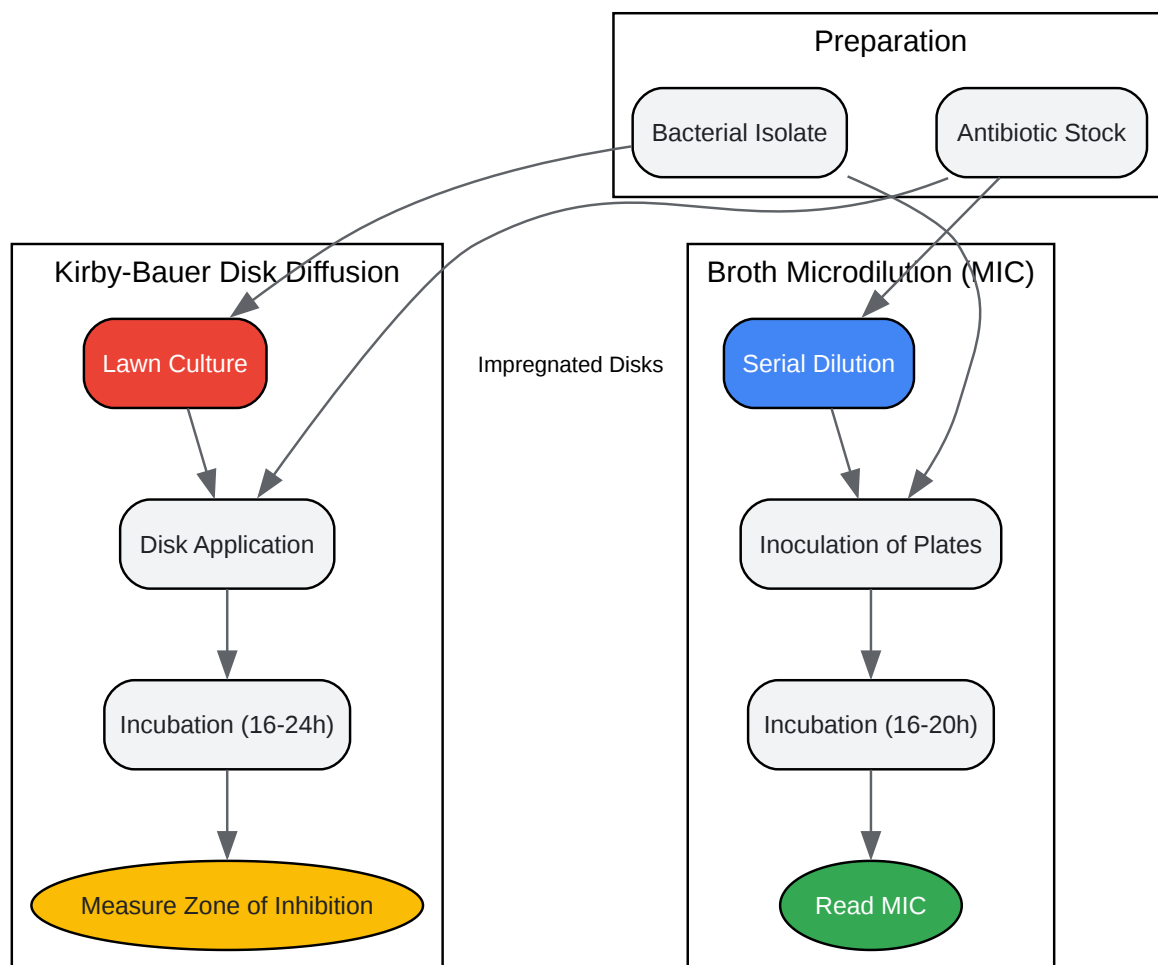 Preparation
Bacterial Isolate
Antibiotic Stock
Kirby-Bauer Disk Diffusion
Broth Microdilution (MIC)
Lawn Culture
Impregnated Disks
Serial Dilution
Disk Application
Inoculation of Plates
Incubation (16-24h)
Incubation (16-20h)
Measure Zone of Inhibition
Read MIC